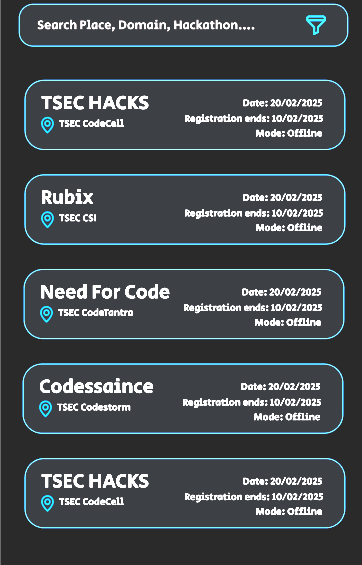 Search Place, Domain, Hackathon....
TSEC HACKS
TSEC CodeCell
Date: 20/02/2025
Registration ends: 10/02/2025
Mode: Offline
Rubix
TSEC CSI
Date: 20/02/2025
Registration ends: 10/02/2025
Mode: Offline
Need For Code
TSEC CodeTantra
Date: 20/02/2025
Registration ends: 10/02/2025
Mode: Offline
Codessaince
TSEC Codestorm
Date: 20/02/2025
Registration ends: 10/02/2025
Mode: Offline
TSEC HACKS
TSEC CodeCell
Date: 20/02/2025
Registration ends: 10/02/2025
Mode: Offline